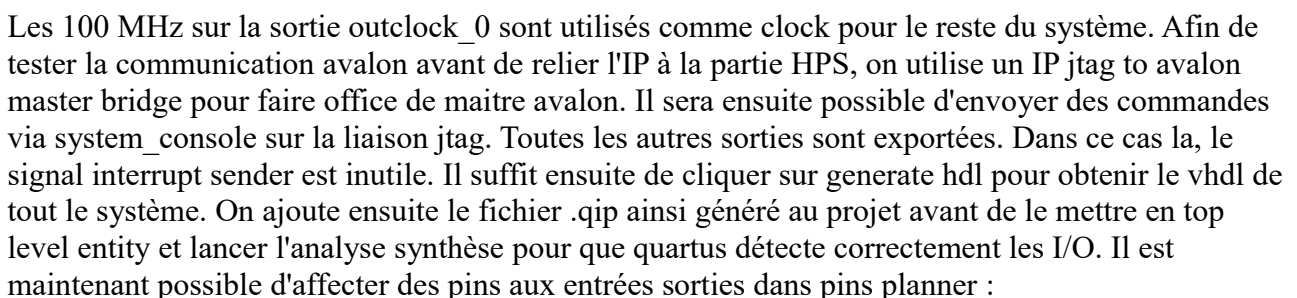 Les 100 MHz sur la sortie outclock_0 sont utilisés comme clock pour le reste du système. Afin de
tester la communication avalon avant de relier l'IP à la partie HPS, on utilise un IP jtag to avalon
master bridge pour faire office de maitre avalon. Il sera ensuite possible d'envoyer des commandes
via system_console sur la liaison jtag. Toutes les autres sorties sont exportées. Dans ce cas la, le
signal interrupt sender est inutile. Il suffit ensuite de cliquer sur generate hdl pour obtenir le vhdl de
tout le système. On ajoute ensuite le fichier .qip ainsi généré au projet avant de le mettre en top
level entity et lancer l'analyse synthèse pour que quartus détecte correctement les I/O. Il est
maintenant possible d'affecter des pins aux entrées sorties dans pins planner :